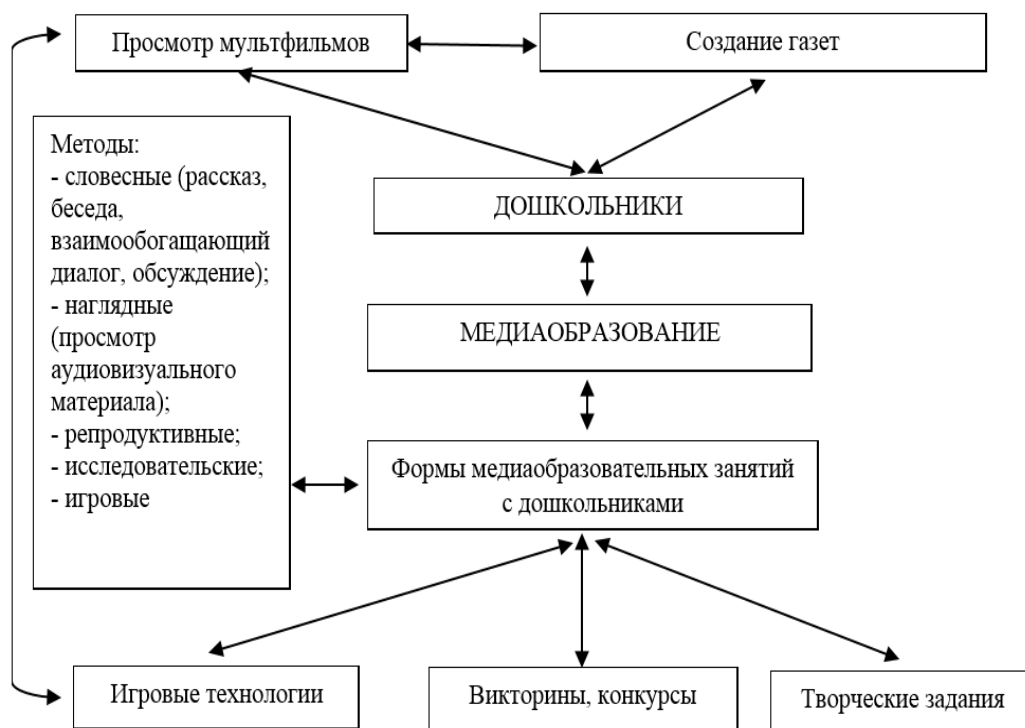 Просмотр мультфильмов
Создание газет
Методы:
- словесные (рассказ,
беседа,
взаимообогащающий
диалог, обсуждение);
- наглядные
(просмотр
аудиовизуального
материала);
- репродуктивные;
- исследовательские;
- игровые
ДОШКОЛЬНИКИ
МЕДИАОБРАЗОВАНИЕ
Формы медиаобразовательных занятий
с дошкольниками
Игровые технологии
Викторины, конкурсы
Творческие задания